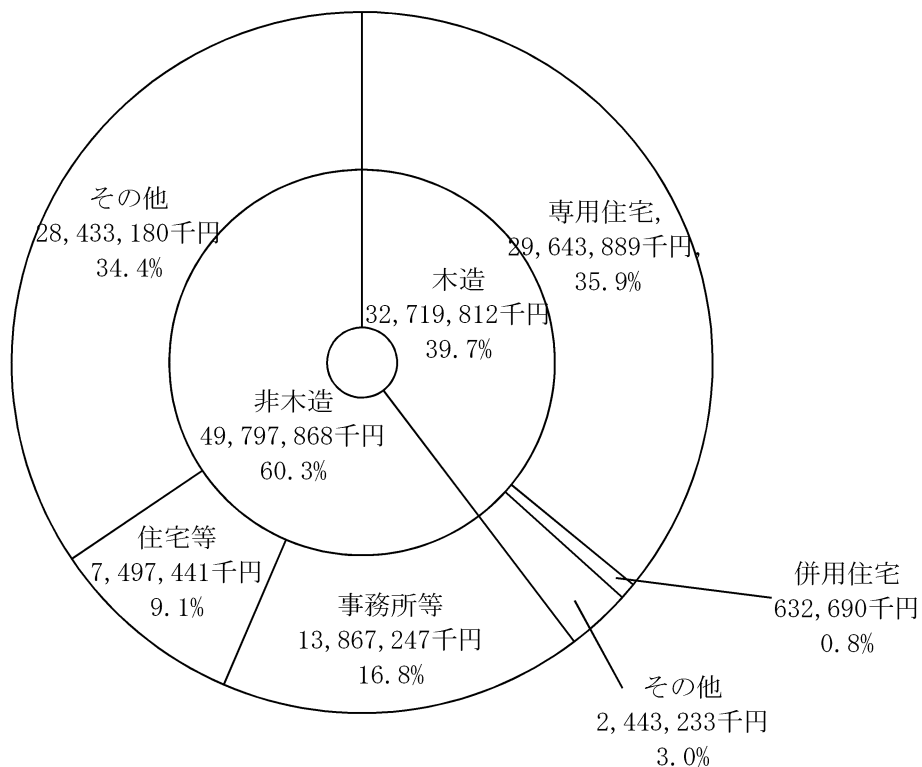 その他
28,433,180千円
34.4%
専用住宅,
29,643,889千円,
35.9%
木造
32,719,812千円
39.7%
非木造
49,797,868千円
60.3%
住宅等
7,497,441千円
9.1%
事務所等
13,867,247千円
16.8%
併用住宅
632,690千円
0.8%
その他
2,443,233千円
3.0%